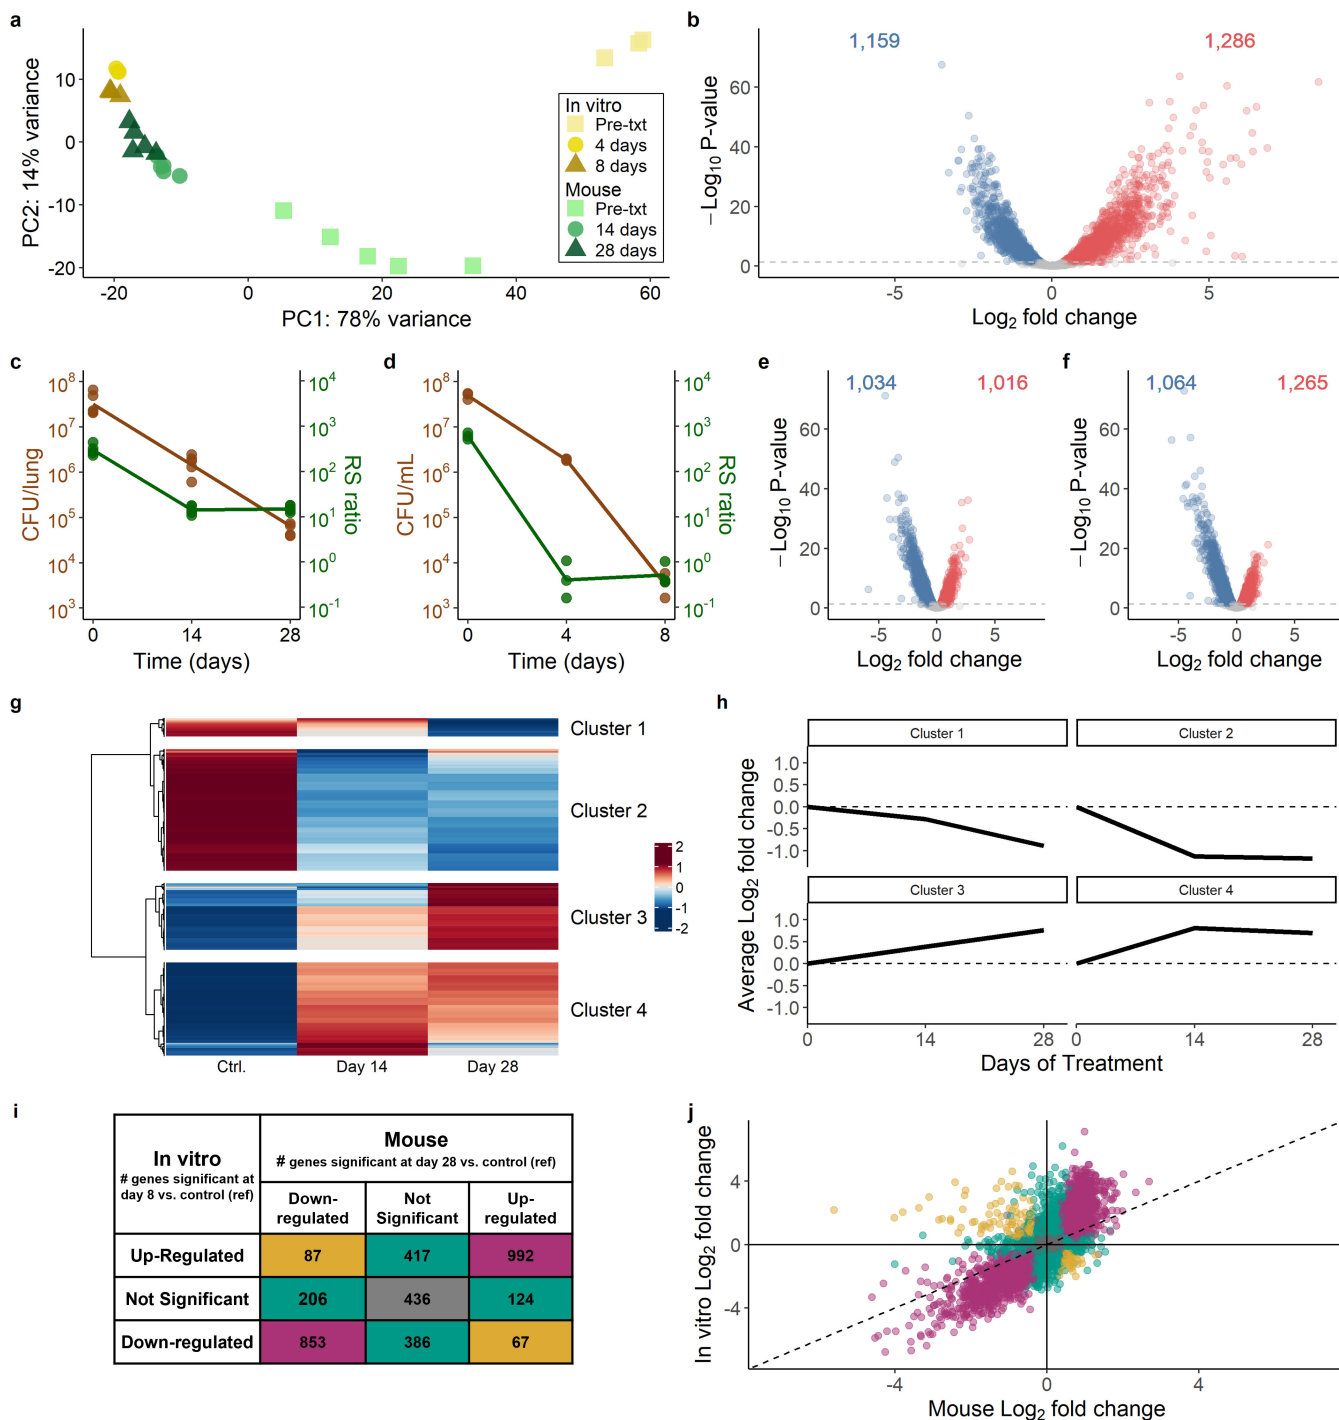 a
PC2: 14% variance
10
0
-10
-20
-20
0
20
40
60
PC1: 78% variance
In vitro
Pre-txt
4 days
8 days
Mouse
Pre-txt
14 days
28 days
b
1,159
1,286
−Log10 P-value
60
40
20
0
-5
0
5
Log2 fold change
c
CFU/lung
10^8
10^7
10^6
10^5
10^4
10^3
10^4
10^3
10^2
10^1
10^0
10^-1
RS ratio
0
14
28
Time (days)
d
CFU/mL
10^8
10^7
10^6
10^5
10^4
10^3
10^4
10^3
10^2
10^1
10^0
10^-1
RS ratio
0
4
8
Time (days)
e
1,034
1,016
−Log10 P-value
60
40
20
0
-5
0
5
Log2 fold change
f
1,064
1,265
−Log10 P-value
60
40
20
0
-5
0
5
Log2 fold change
g
Cluster 1
Cluster 2
Cluster 3
Cluster 4
2
1
0
-1
-2
Ctrl.
Day 14
Day 28
h
Average Log2 fold change
Cluster 1
Cluster 2
1.0
0.5
0.0
-0.5
-1.0
Cluster 3
Cluster 4
1.0
0.5
0.0
-0.5
-1.0
0
14
28
0
14
28
Days of Treatment
i
In vitro
# genes significant at
day 8 vs. control (ref)
Mouse
# genes significant at day 28 vs. control (ref)
Down-
regulated
Not
Significant
Up-
regulated
Up-Regulated
87
417
992
Not Significant
206
436
124
Down-regulated
853
386
67
j
In vitro Log2 fold change
4
0
-4
-4
0
4
Mouse Log2 fold change